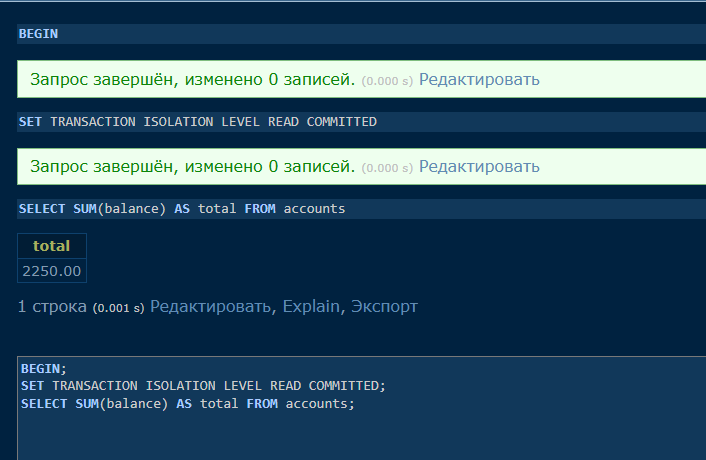 BEGIN
Запрос завершён, изменено 0 записей. (0.000 s) Редактировать
SET TRANSACTION ISOLATION LEVEL READ COMMITTED
Запрос завершён, изменено 0 записей. (0.000 s) Редактировать
SELECT SUM(balance) AS total FROM accounts
total
2250.00
1 строка (0.001 s) Редактировать, Explain, Экспорт
BEGIN;
SET TRANSACTION ISOLATION LEVEL READ COMMITTED;
SELECT SUM(balance) AS total FROM accounts;